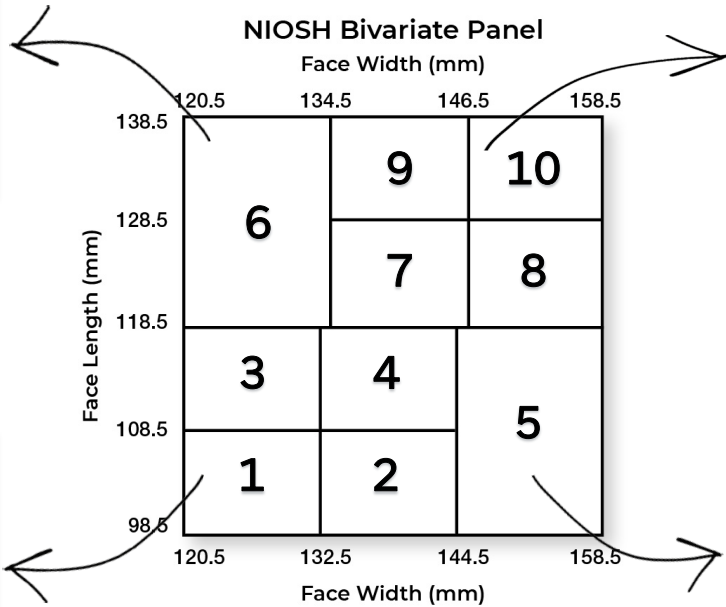 NIOSH Bivariate Panel
Face Width (mm)
120.5 134.5 146.5 158.5
138.5
9 10
6
128.5
7 8
Face Length (mm)
118.5
3 4
5
108.5
1 2
98.5
120.5 132.5 144.5 158.5
Face Width (mm)